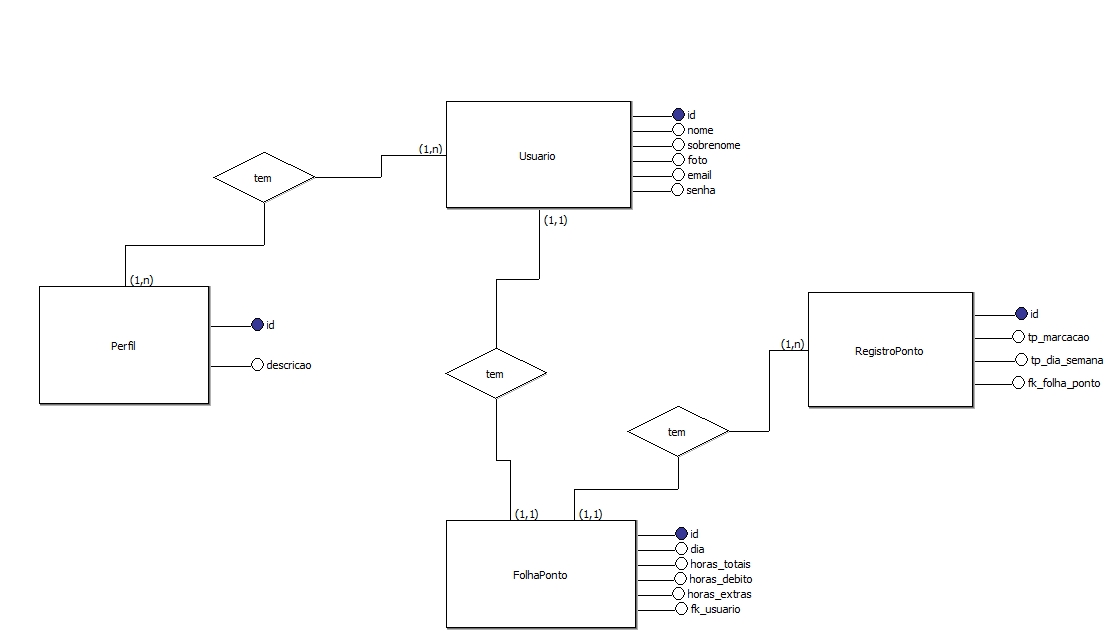 Usuario
id
nome
sobrenome
foto
email
senha
(1,n)
tem
(1,1)
(1,n)
Perfil
id
descricao
tem
(1,n)
RegistroPonto
id
tp_marcacao
tp_dia_semana
fk_folha_ponto
tem
(1,1)
(1,1)
FolhaPonto
id
dia
horas_totais
horas_debito
horas_extras
fk_usuario